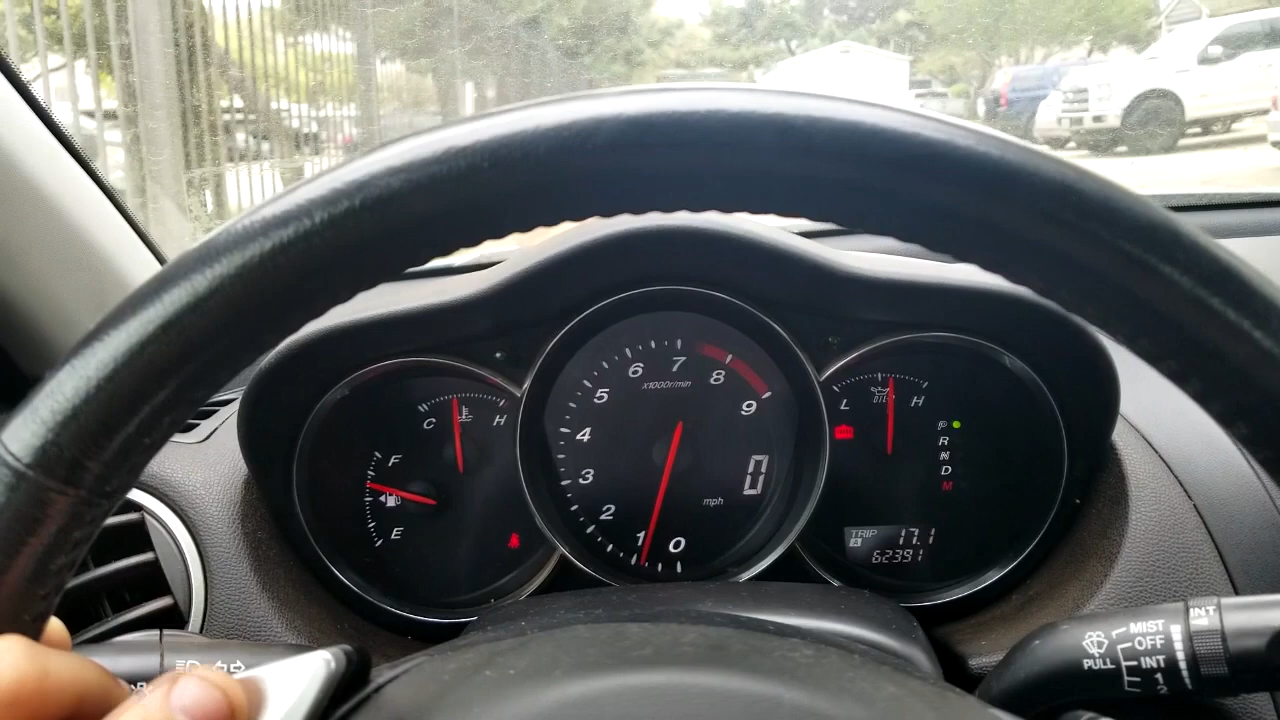 C H
F
E
7
6 8
x1000r/min
5
9
4
3
0
mph
2
1 0
L H
OIL
P
R
N
D
M
TRIP
A
17.1
62391
INT
MIST
OFF
PULL
INT
1
2